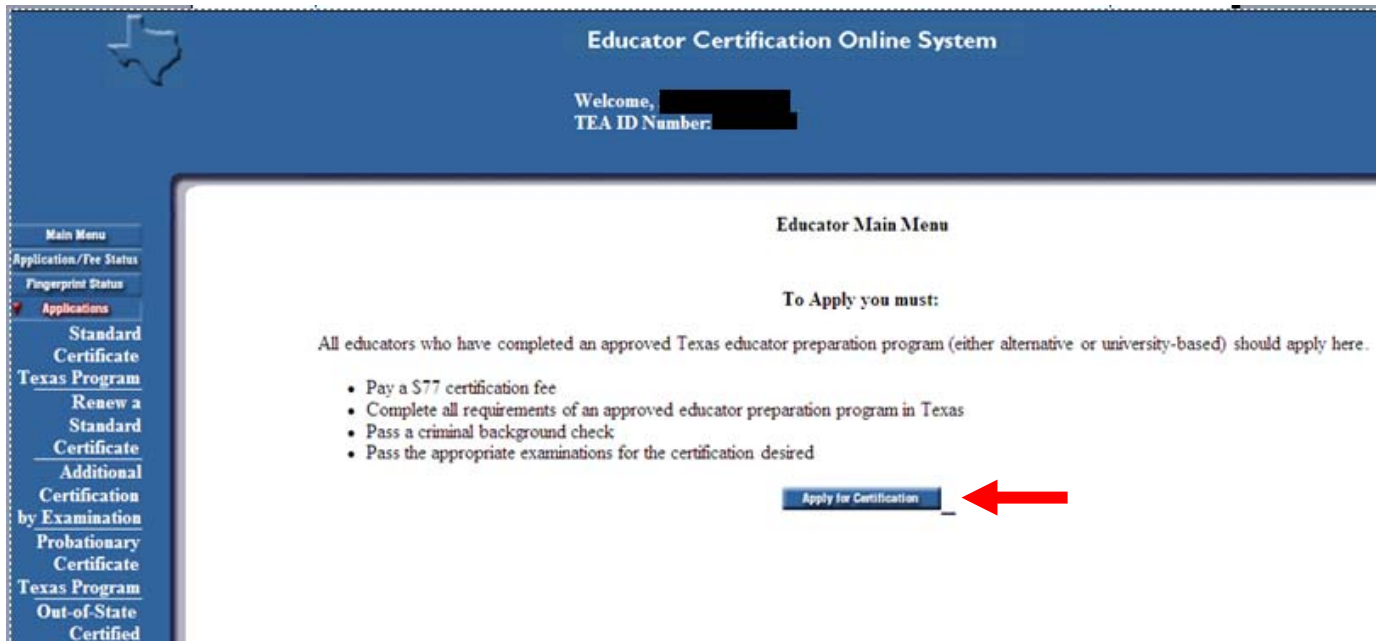 Educator Certification Online System
Welcome,
TEA ID Number:
Main Menu
Application/Fee Status
Fingerprint Status
Applications
Standard
Certificate
Texas Program
Renew a
Standard
Certificate
Additional
Certification
by Examination
Probationary
Certificate
Texas Program
Out-of-State
Certified
Educator Main Menu
To Apply you must:
All educators who have completed an approved Texas educator preparation program (either alternative or university-based) should apply here.
• Pay a $77 certification fee
• Complete all requirements of an approved educator preparation program in Texas
• Pass a criminal background check
• Pass the appropriate examinations for the certification desired
Apply for Certification